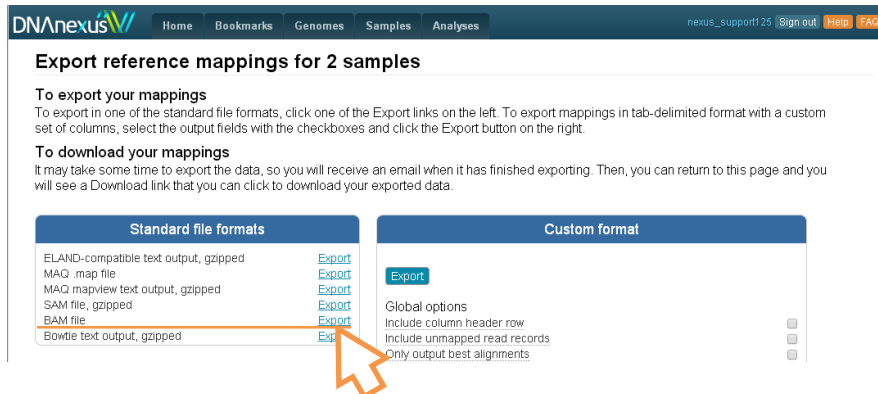 DNAnexus Home Bookmarks Genomes Samples Analyses nexus_support125 Sign out Help FAQ
Export reference mappings for 2 samples
To export your mappings
To export in one of the standard file formats, click one of the Export links on the left. To export mappings in tab-delimited format with a custom
set of columns, select the output fields with the checkboxes and click the Export button on the right.
To download your mappings
It may take some time to export the data, so you will receive an email when it has finished exporting. Then, you can return to this page and you
will see a Download link that you can click to download your exported data.
Standard file formats
ELAND-compatible text output, gzipped Export
MAQ .map file Export
MAQ mapview text output, gzipped Export
SAM file, gzipped Export
BAM file Export
Bowtie text output, gzipped Exp
Custom format
Export
Global options
Include column header row
Include unmapped read records
Only output best alignments